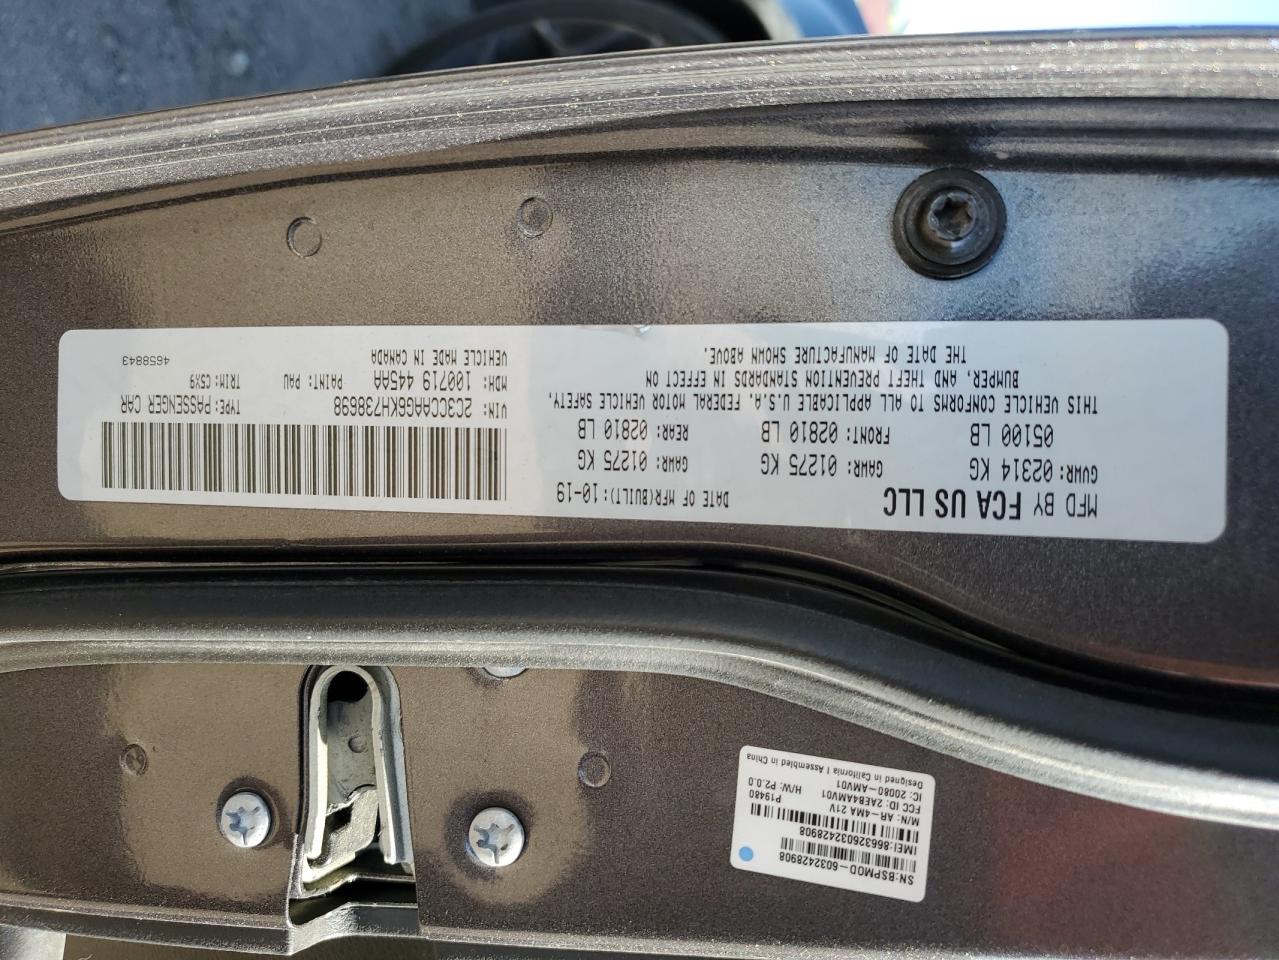 MFD BY FCA US LLC
DATE OF MFR(BUILT):10-19
GVWR: 02314 KG
GAWR: 01275 KG
GAWR: 01275 KG
05100 LB
FRONT: 02810 LB
REAR: 02810 LB
THIS VEHICLE CONFORMS TO ALL APPLICABLE U.S.A. FEDERAL MOTOR VEHICLE SAFETY,
BUMPER, AND THEFT PREVENTION STANDARDS IN EFFECT ON
THE DATE OF MANUFACTURE SHOWN ABOVE.
VIN: 2C3CCAAG6KH738698
TYPE: PASSENGER CAR
MDH: 100719 445AA
PAINT: PAU
TRIM: C5X9
VEHICLE MADE IN CANADA
4658843
SN:BSPMOD-6032428908
IMEI:866326032428908
M/N: AR-4MA 21V
P19480
FCC ID: 2AEB4AMV01
H/W: P2.0.0
IC: 20080-AMV01
Designed in California | Assembled in China